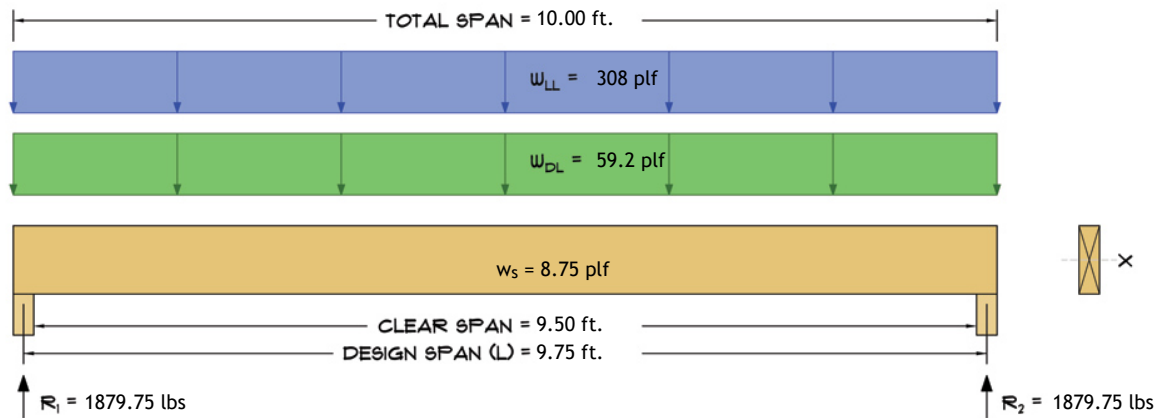 TOTAL SPAN = 10.00 ft.
WLL = 308 plf
WDL = 59.2 plf
ws = 8.75 plf
X
CLEAR SPAN = 9.50 ft.
DESIGN SPAN (L) = 9.75 ft.
R1 = 1879.75 lbs
R2 = 1879.75 lbs